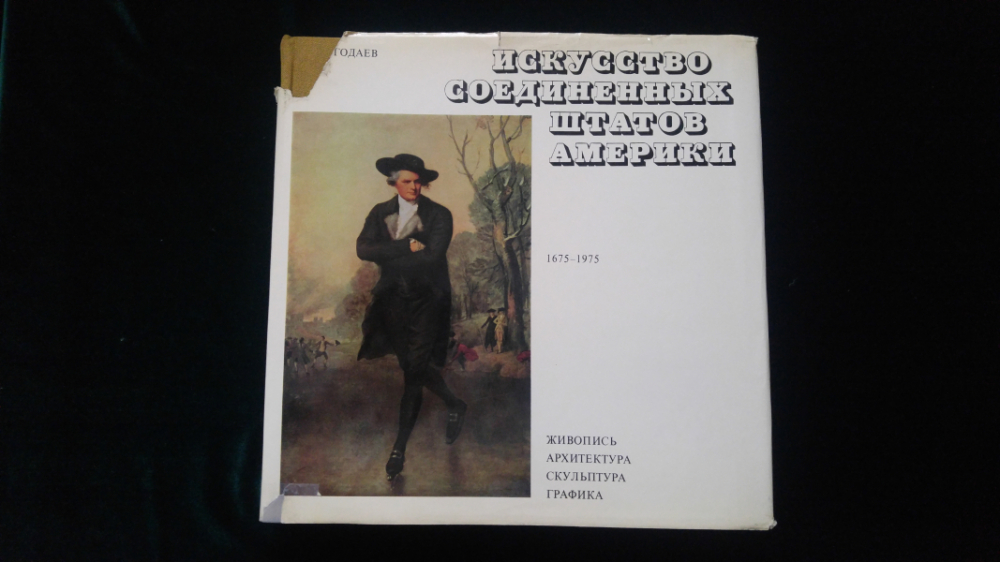 ГОДАЕВ
ИСКУССТВО
СОЕДИНЕННЫХ
ШТАТОВ
АМЕРИКИ
1675–1975
ЖИВОПИСЬ
АРХИТЕКТУРА
СКУЛЬПТУРА
ГРАФИКА